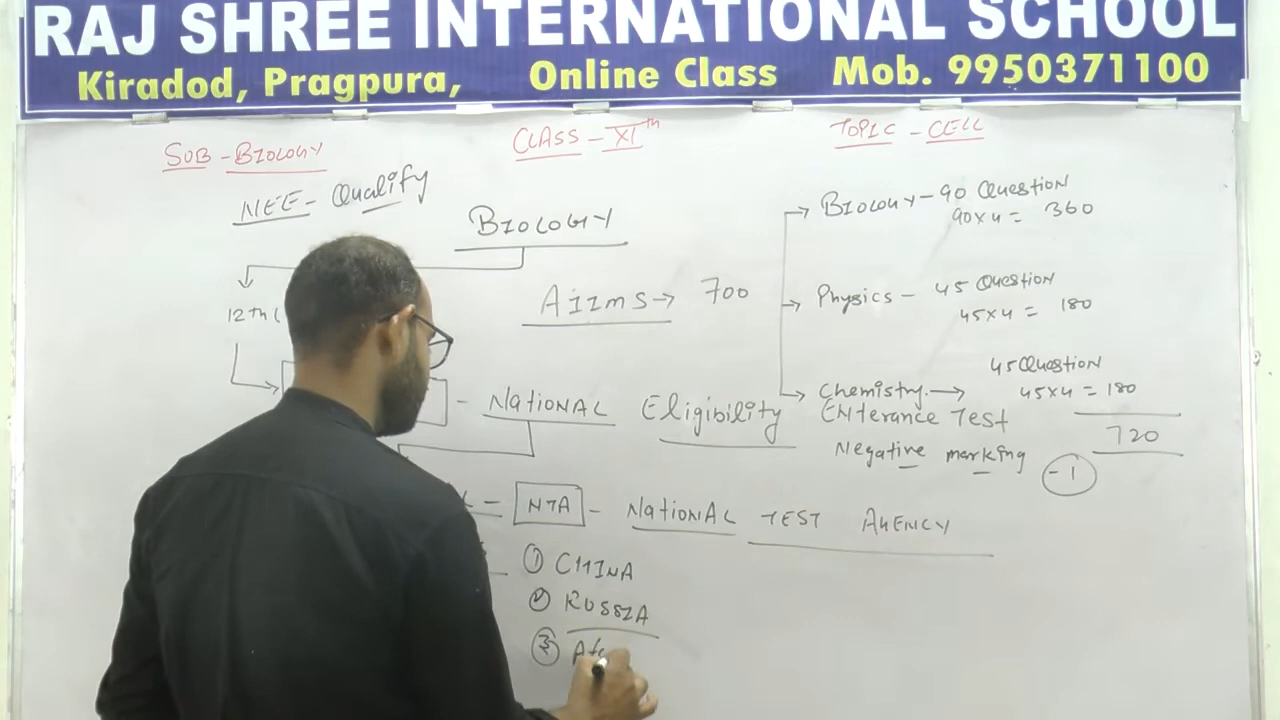 RAJ SHREE INTERNATIONAL SCHOOL
Kiradod, Pragpura, Online Class Mob. 9950371100
SUB - BIOLOGY CLASS - XIth TOPIC - CELL
NEE - Qualify
BIOLOGY
BIOLOGY - 90 QUESTION
90x4 = 360
12th
AIIMS → 700
Physics - 45 QUESTION
45x4 = 180
Chemistry → 45 QUESTION
45x4 = 180
- NATIONAL Eligibility ENterance TEST
720
Negative marking -1
= NTA - NATIONAL TEST AGENCY
① CHINA
② RUSSIA
③